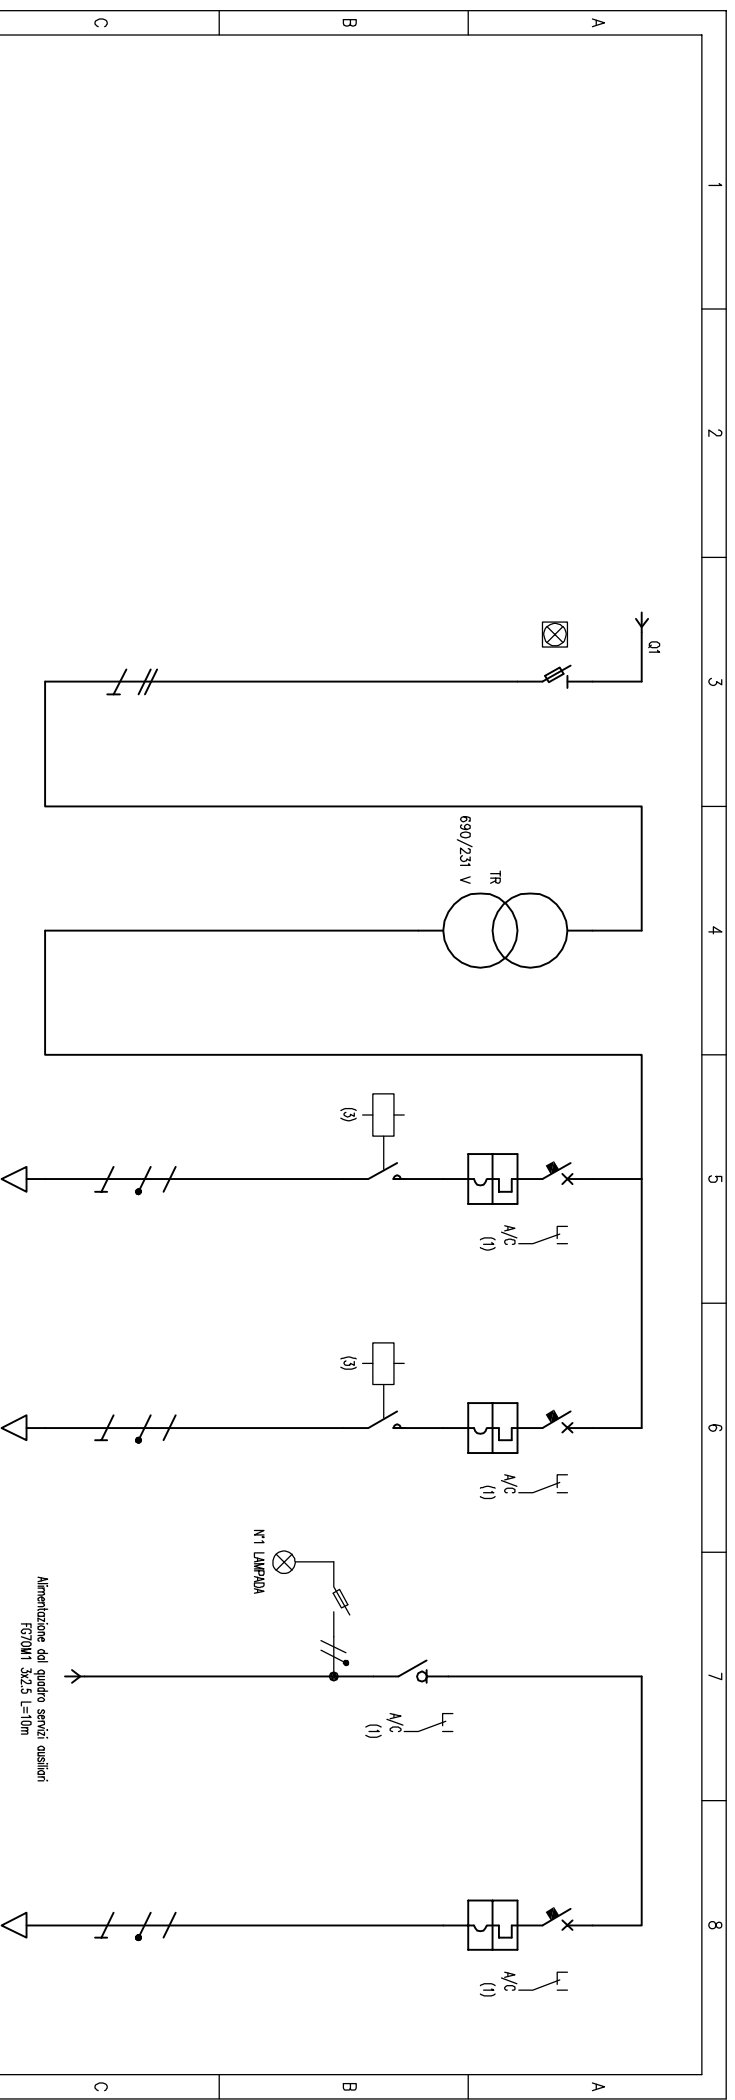 A
B
C
1
2
3
4
5
6
7
8
Q1
TR
690/231 V
A/C
(1)
(3)
A/C
(1)
(3)
A/C
(1)
N°1 LAMPADA
Alimentazione dal quadro servizi ausiliari
FG7OM1 3x2.5 L=10m
A/C
(1)
A
B
C